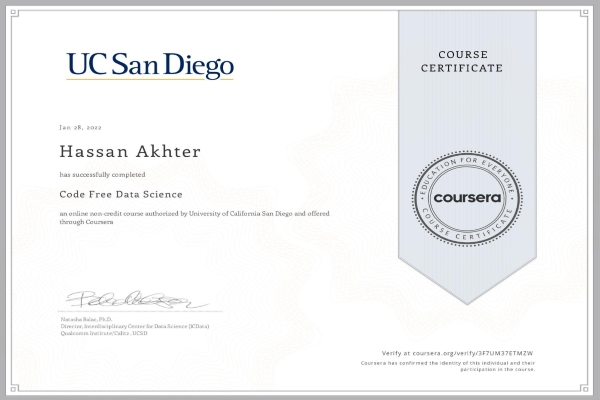 UC San Diego
COURSE
CERTIFICATE
Jan 28, 2022
Hassan Akhter
has successfully completed
Code Free Data Science
an online non-credit course authorized by University of California San Diego and offered
through Coursera
EDUCATION FOR EVERYONE
coursera
COURSE CERTIFICATE
Natasha Balac, Ph.D.
Director, Interdisciplinary Center for Data Science (ICData)
Qualcomm Institute/Calit2, UCSD
Verify at coursera.org/verify/3F7UM37ETMZW
Coursera has confirmed the identity of this individual and their
participation in the course.